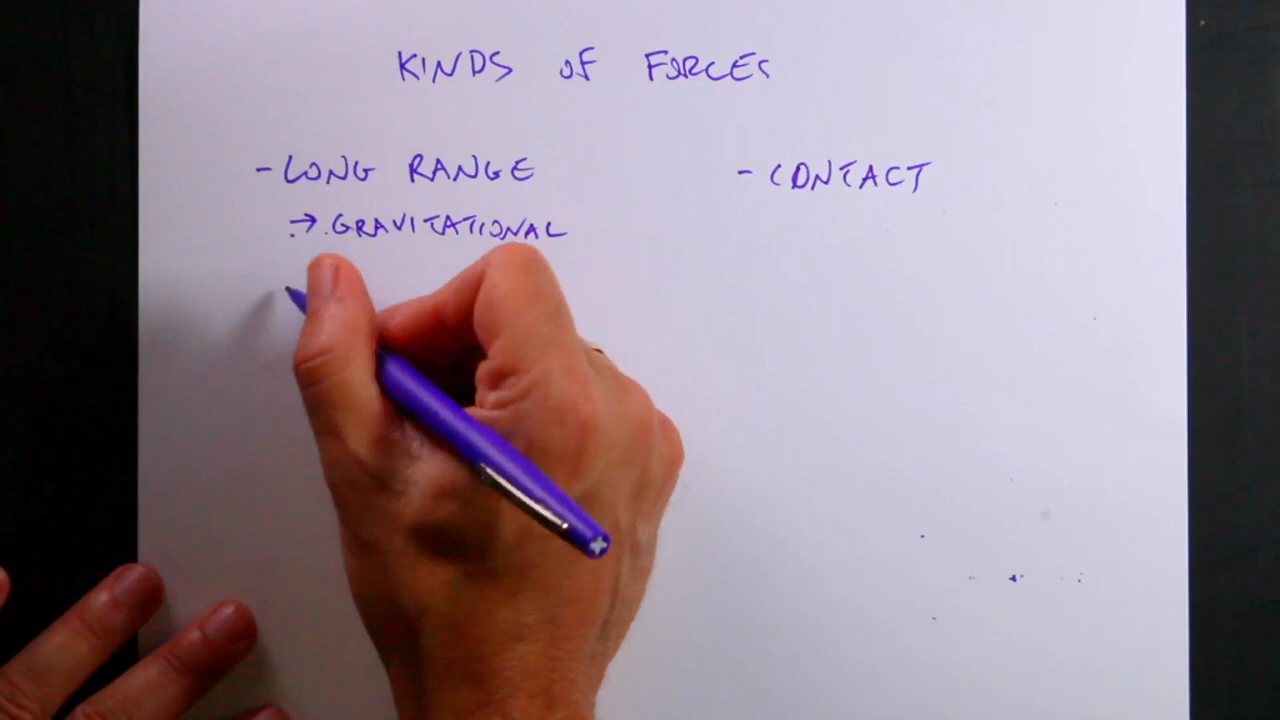 KINDS OF FORCES
- LONG RANGE
- CONTACT
→ GRAVITATIONAL